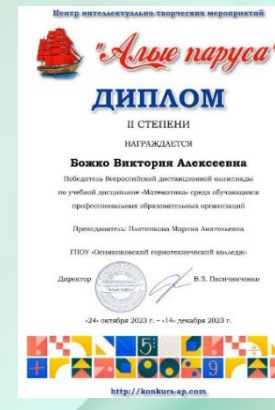 Центр интеллектуально-творческих мероприятий
"Алые паруса"
ДИПЛОМ
II СТЕПЕНИ
НАГРАЖДАЕТСЯ
Божко Виктория Алексеевна
Победитель Всероссийской дистанционной олимпиады
по учебной дисциплине «Математика» среди обучающихся
профессиональных образовательных организаций
Преподаватель: Плотникова Марина Анатольевна
ГПОУ «Осинниковский горнотехнический колледж»
Директор В.З. Пасичниченко
«24» октября 2023 г. – «14» декабря 2023 г.
http://konkurs-ap.com